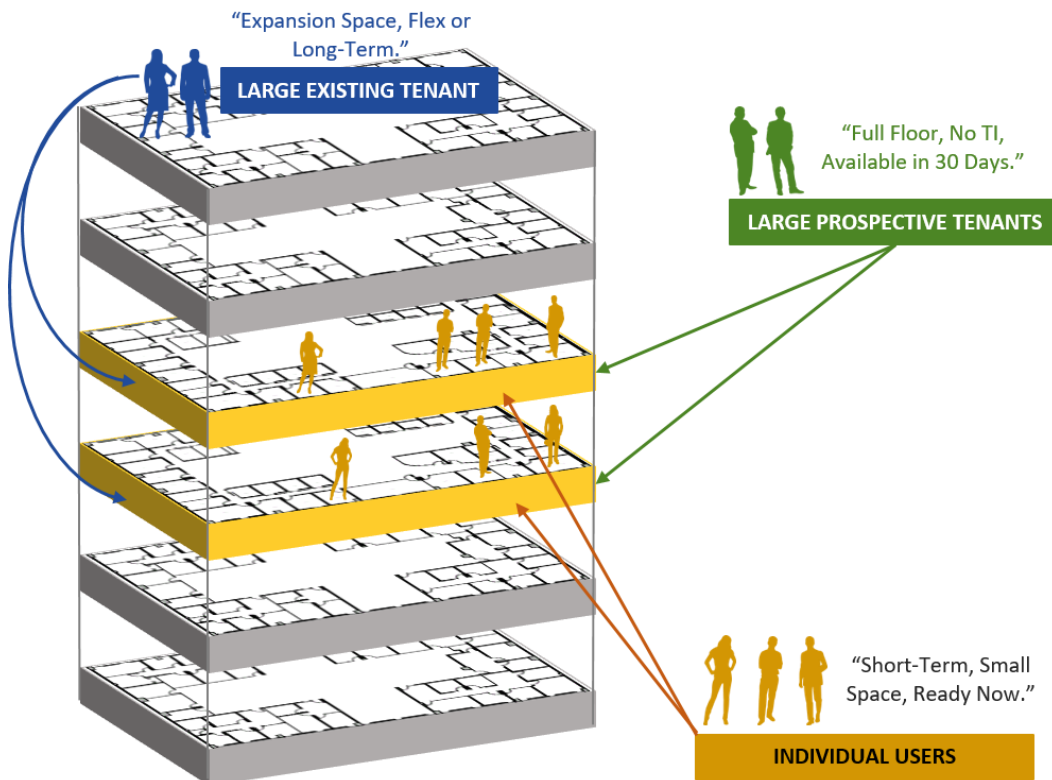 “Expansion Space, Flex or
Long-Term.”
LARGE EXISTING TENANT
“Full Floor, No TI,
Available in 30 Days.”
LARGE PROSPECTIVE TENANTS
“Short-Term, Small
Space, Ready Now.”
INDIVIDUAL USERS